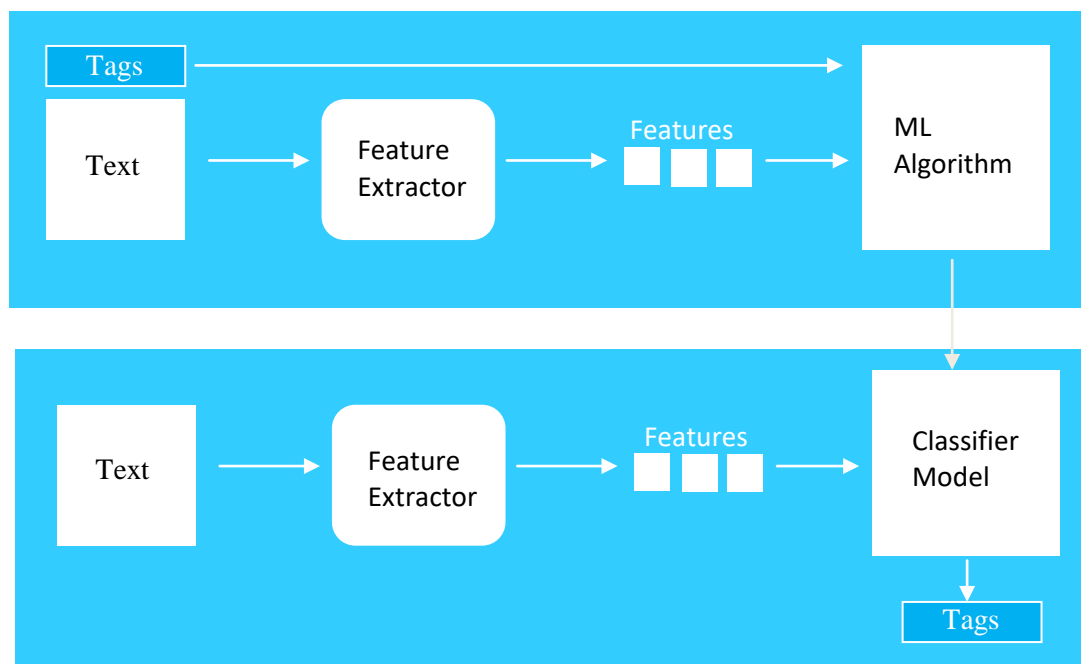 Tags
Text
Feature
Extractor
Features
ML
Algorithm
Text
Feature
Extractor
Features
Classifier
Model
Tags